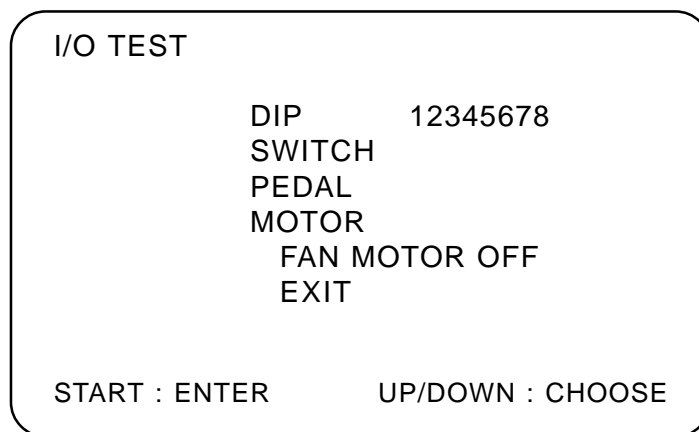 I/O TEST
DIP 12345678
SWITCH
PEDAL
MOTOR
FAN MOTOR OFF
EXIT
START : ENTER UP/DOWN : CHOOSE